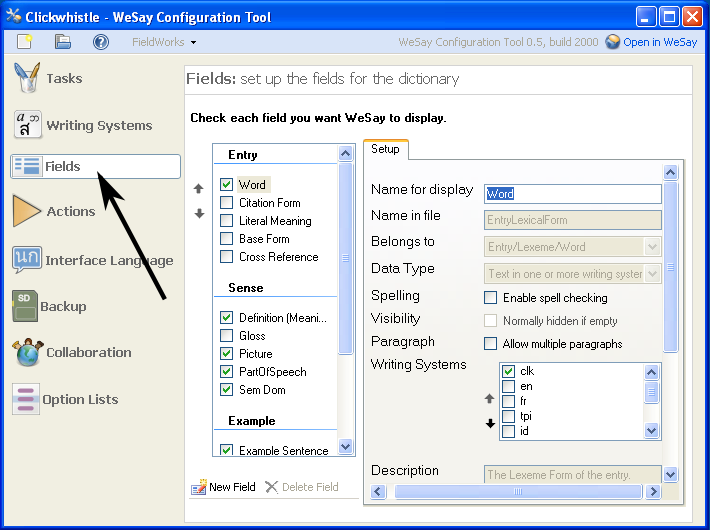 Clickwhistle - WeSay Configuration Tool
FieldWorks
WeSay Configuration Tool 0.5, build 2000
Open in WeSay
Tasks
Writing Systems
Fields
Actions
Interface Language
Backup
Collaboration
Option Lists
SD
Fields: set up the fields for the dictionary
Check each field you want WeSay to display.
Entry
Word
Citation Form
Literal Meaning
Base Form
Cross Reference
Sense
Definition (Meani...
Gloss
Picture
PartOfSpeech
Sem Dom
Example
Example Sentence
New Field
Delete Field
Setup
Name for display Word
Name in file EntryLexicalForm
Belongs to Entry/Lexeme/Word
Data Type Text in one or more writing syster
Spelling Enable spell checking
Visibility Normally hidden if empty
Paragraph Allow multiple paragraphs
Writing Systems
clk
en
fr
tpi
id
Description The Lexeme Form of the entry.